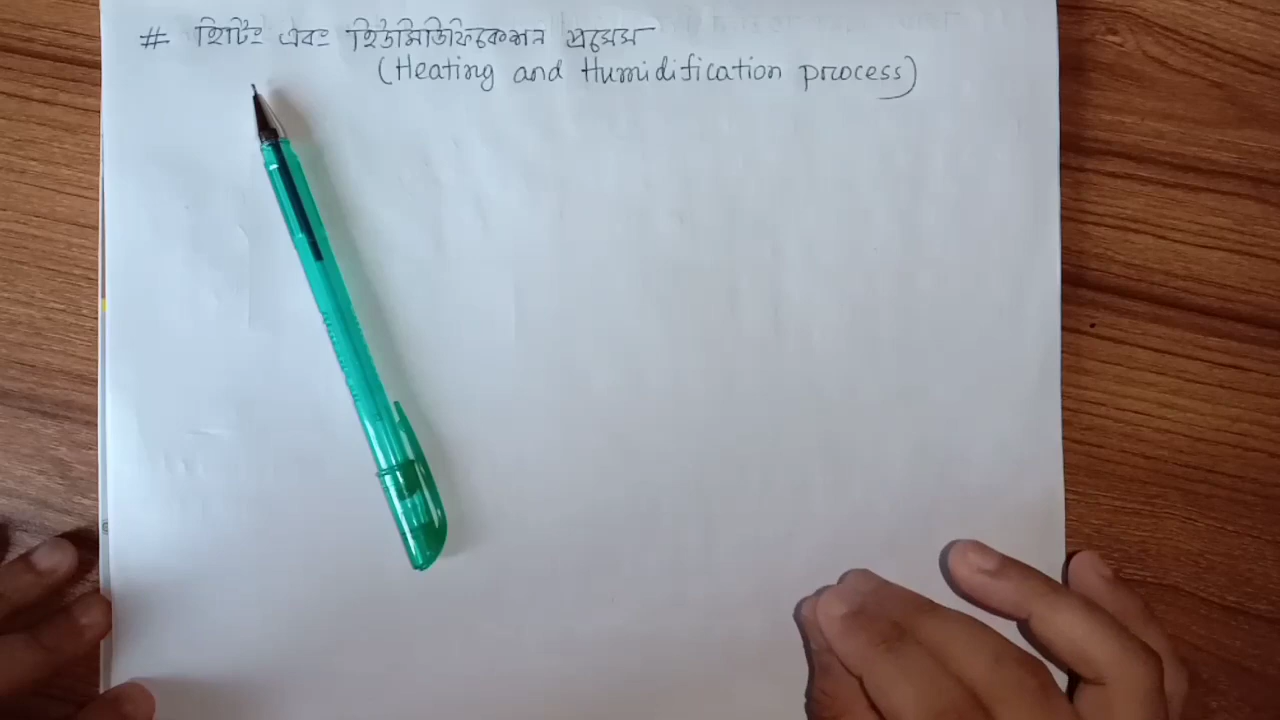 # হিটিং এবং হিউমিডিফিকেশন প্রসেস
(Heating and Humidification process)